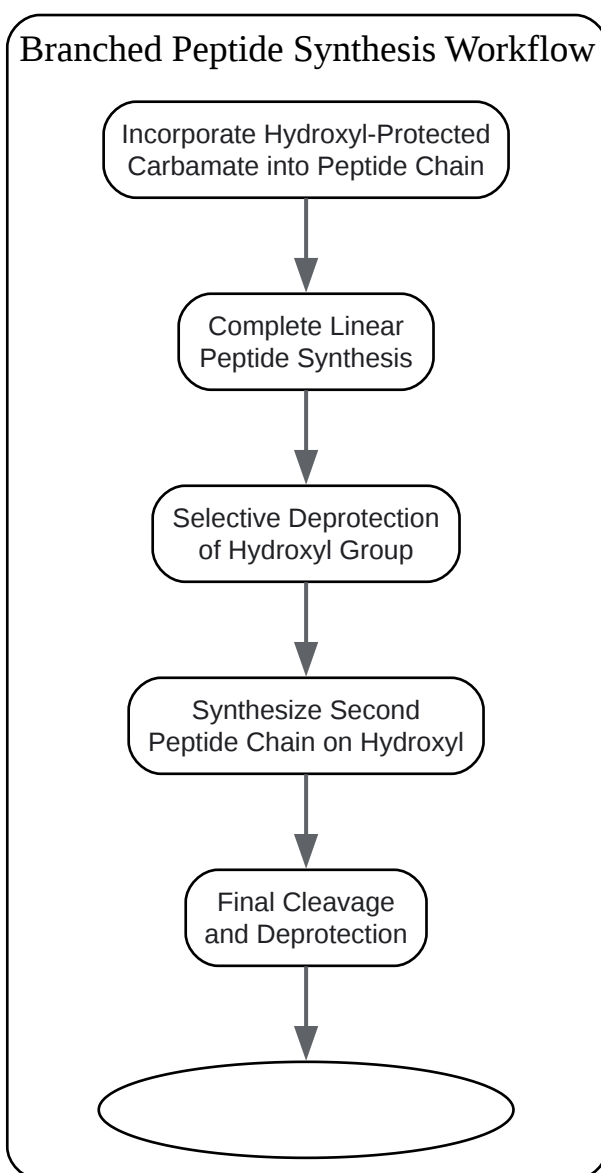 Branched Peptide Synthesis Workflow
Incorporate Hydroxyl-Protected
Carbamate into Peptide Chain
Complete Linear
Peptide Synthesis
Selective Deprotection
of Hydroxyl Group
Synthesize Second
Peptide Chain on Hydroxyl
Final Cleavage
and Deprotection